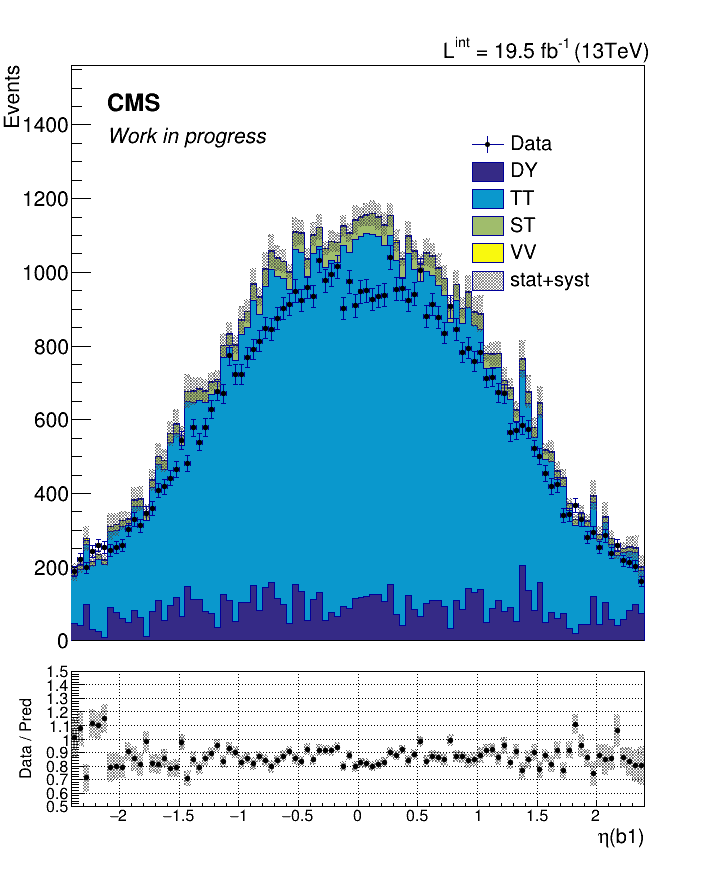 L^int = 19.5 fb^-1 (13TeV)
Events
CMS
Work in progress
Data
DY
TT
ST
VV
stat+syst
1400
1200
1000
800
600
400
200
0
Data / Pred
1.5
1.4
1.3
1.2
1.1
1
0.9
0.8
0.7
0.6
0.5
−2 −1.5 −1 −0.5 0 0.5 1 1.5 2
η(b1)